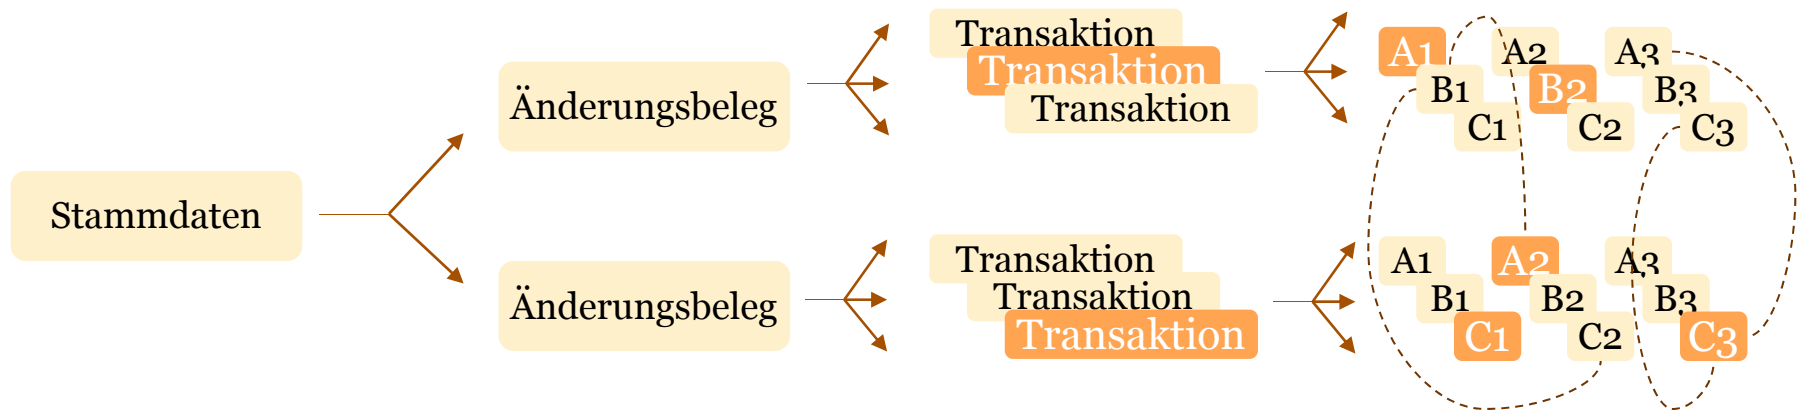 Stammdaten
Änderungsbeleg
Transaktion
Transaktion
Transaktion
A1 A2 A3
B1 B2 B3
C1 C2 C3
Änderungsbeleg
Transaktion
Transaktion
Transaktion
A1 A2 A3
B1 B2 B3
C1 C2 C3